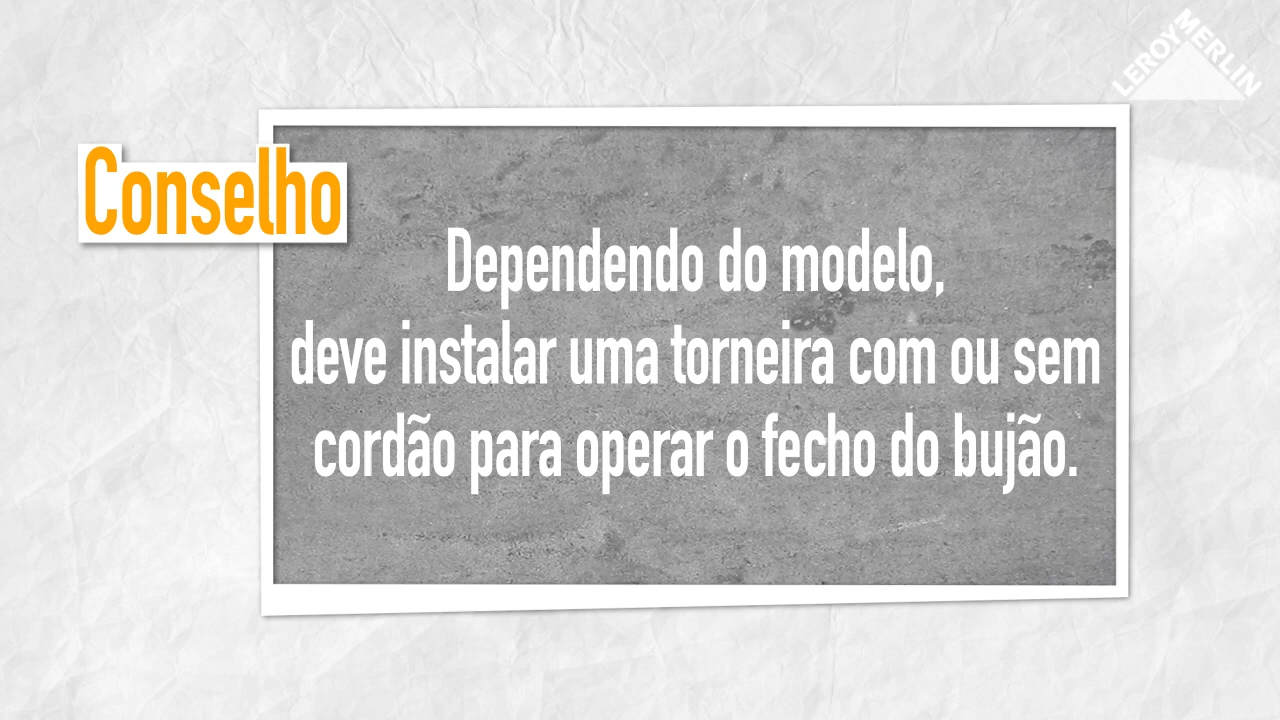 LEROY MERLIN
Conselho
Dependendo do modelo,
deve instalar uma torneira com ou sem
cordão para operar o fecho do bujão.